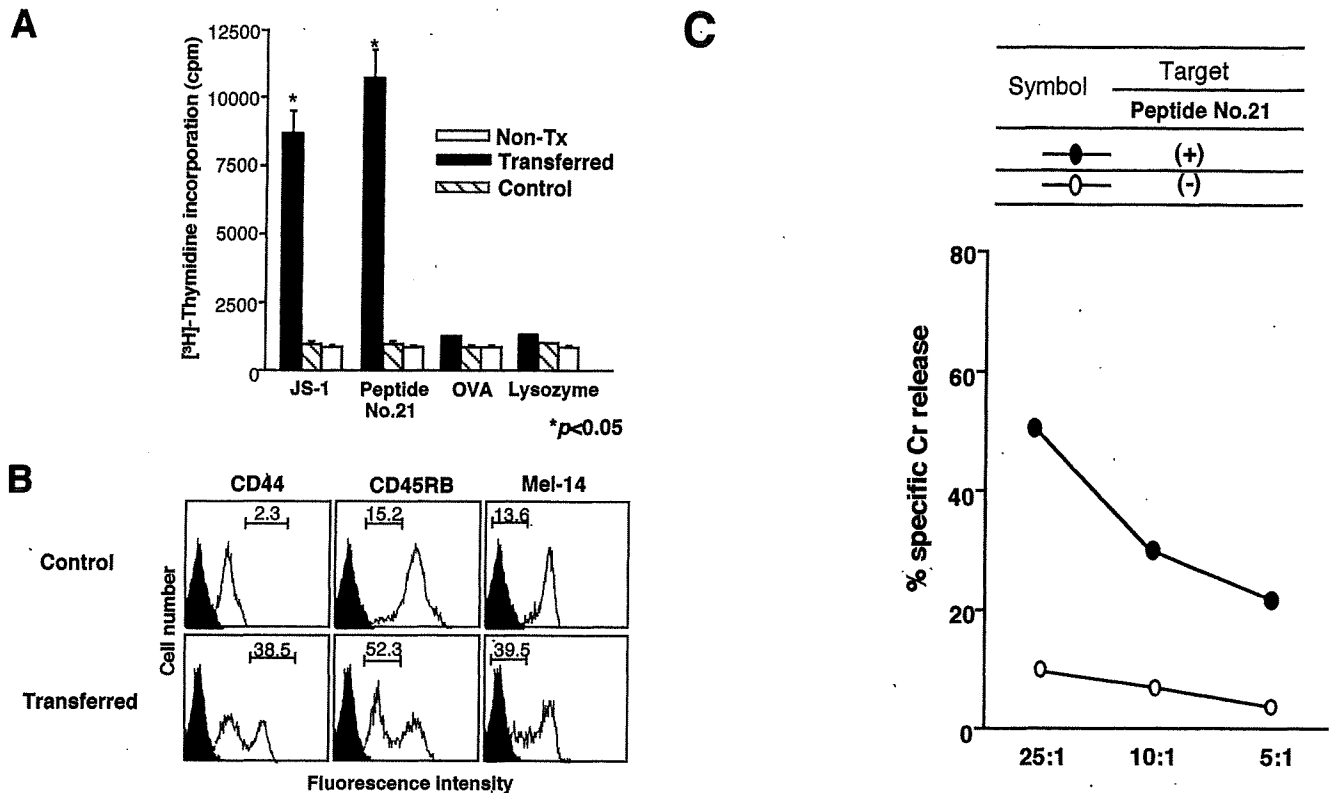 A
[³H]-Thymidine incorporation (cpm)
12500
10000
7500
5000
2500
0
*
*
Non-Tx
Transferred
Control
JS-1
Peptide No.21
OVA
Lysozyme
*p<0.05
B
CD44
CD45RB
Mel-14
Control
2.3
15.2
13.6
Cell number
Transferred
38.5
52.3
39.5
Fluorescence intensity
C
Symbol
Target
Peptide No.21
(+)
(-)
% specific Cr release
80
60
40
20
0
25:1
10:1
5:1